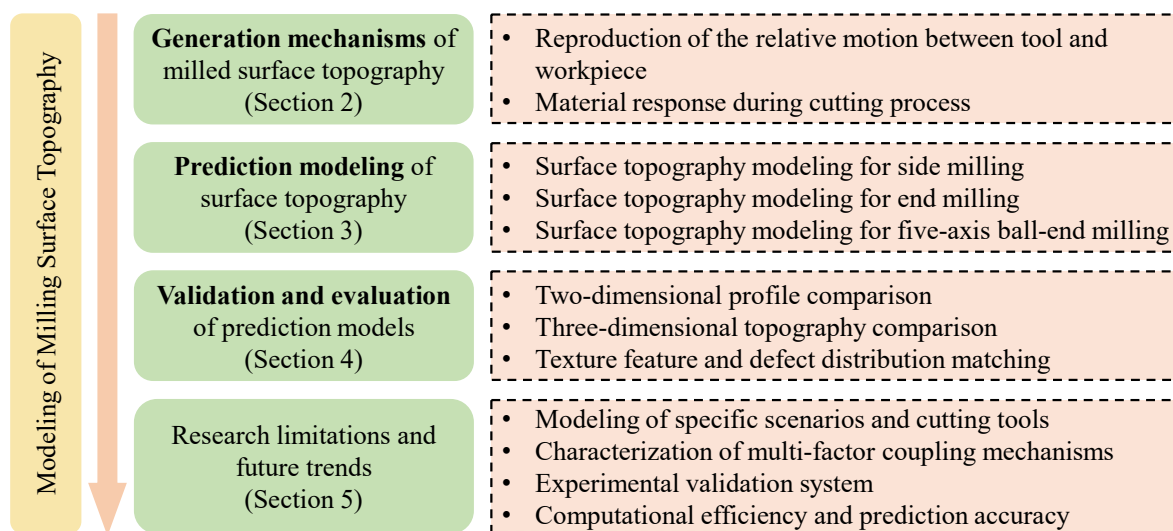 Modeling of Milling Surface Topography
Generation mechanisms of
milled surface topography
(Section 2)
• Reproduction of the relative motion between tool and
workpiece
• Material response during cutting process
Prediction modeling of
surface topography
(Section 3)
• Surface topography modeling for side milling
• Surface topography modeling for end milling
• Surface topography modeling for five-axis ball-end milling
Validation and evaluation
of prediction models
(Section 4)
• Two-dimensional profile comparison
• Three-dimensional topography comparison
• Texture feature and defect distribution matching
Research limitations and
future trends
(Section 5)
• Modeling of specific scenarios and cutting tools
• Characterization of multi-factor coupling mechanisms
• Experimental validation system
• Computational efficiency and prediction accuracy